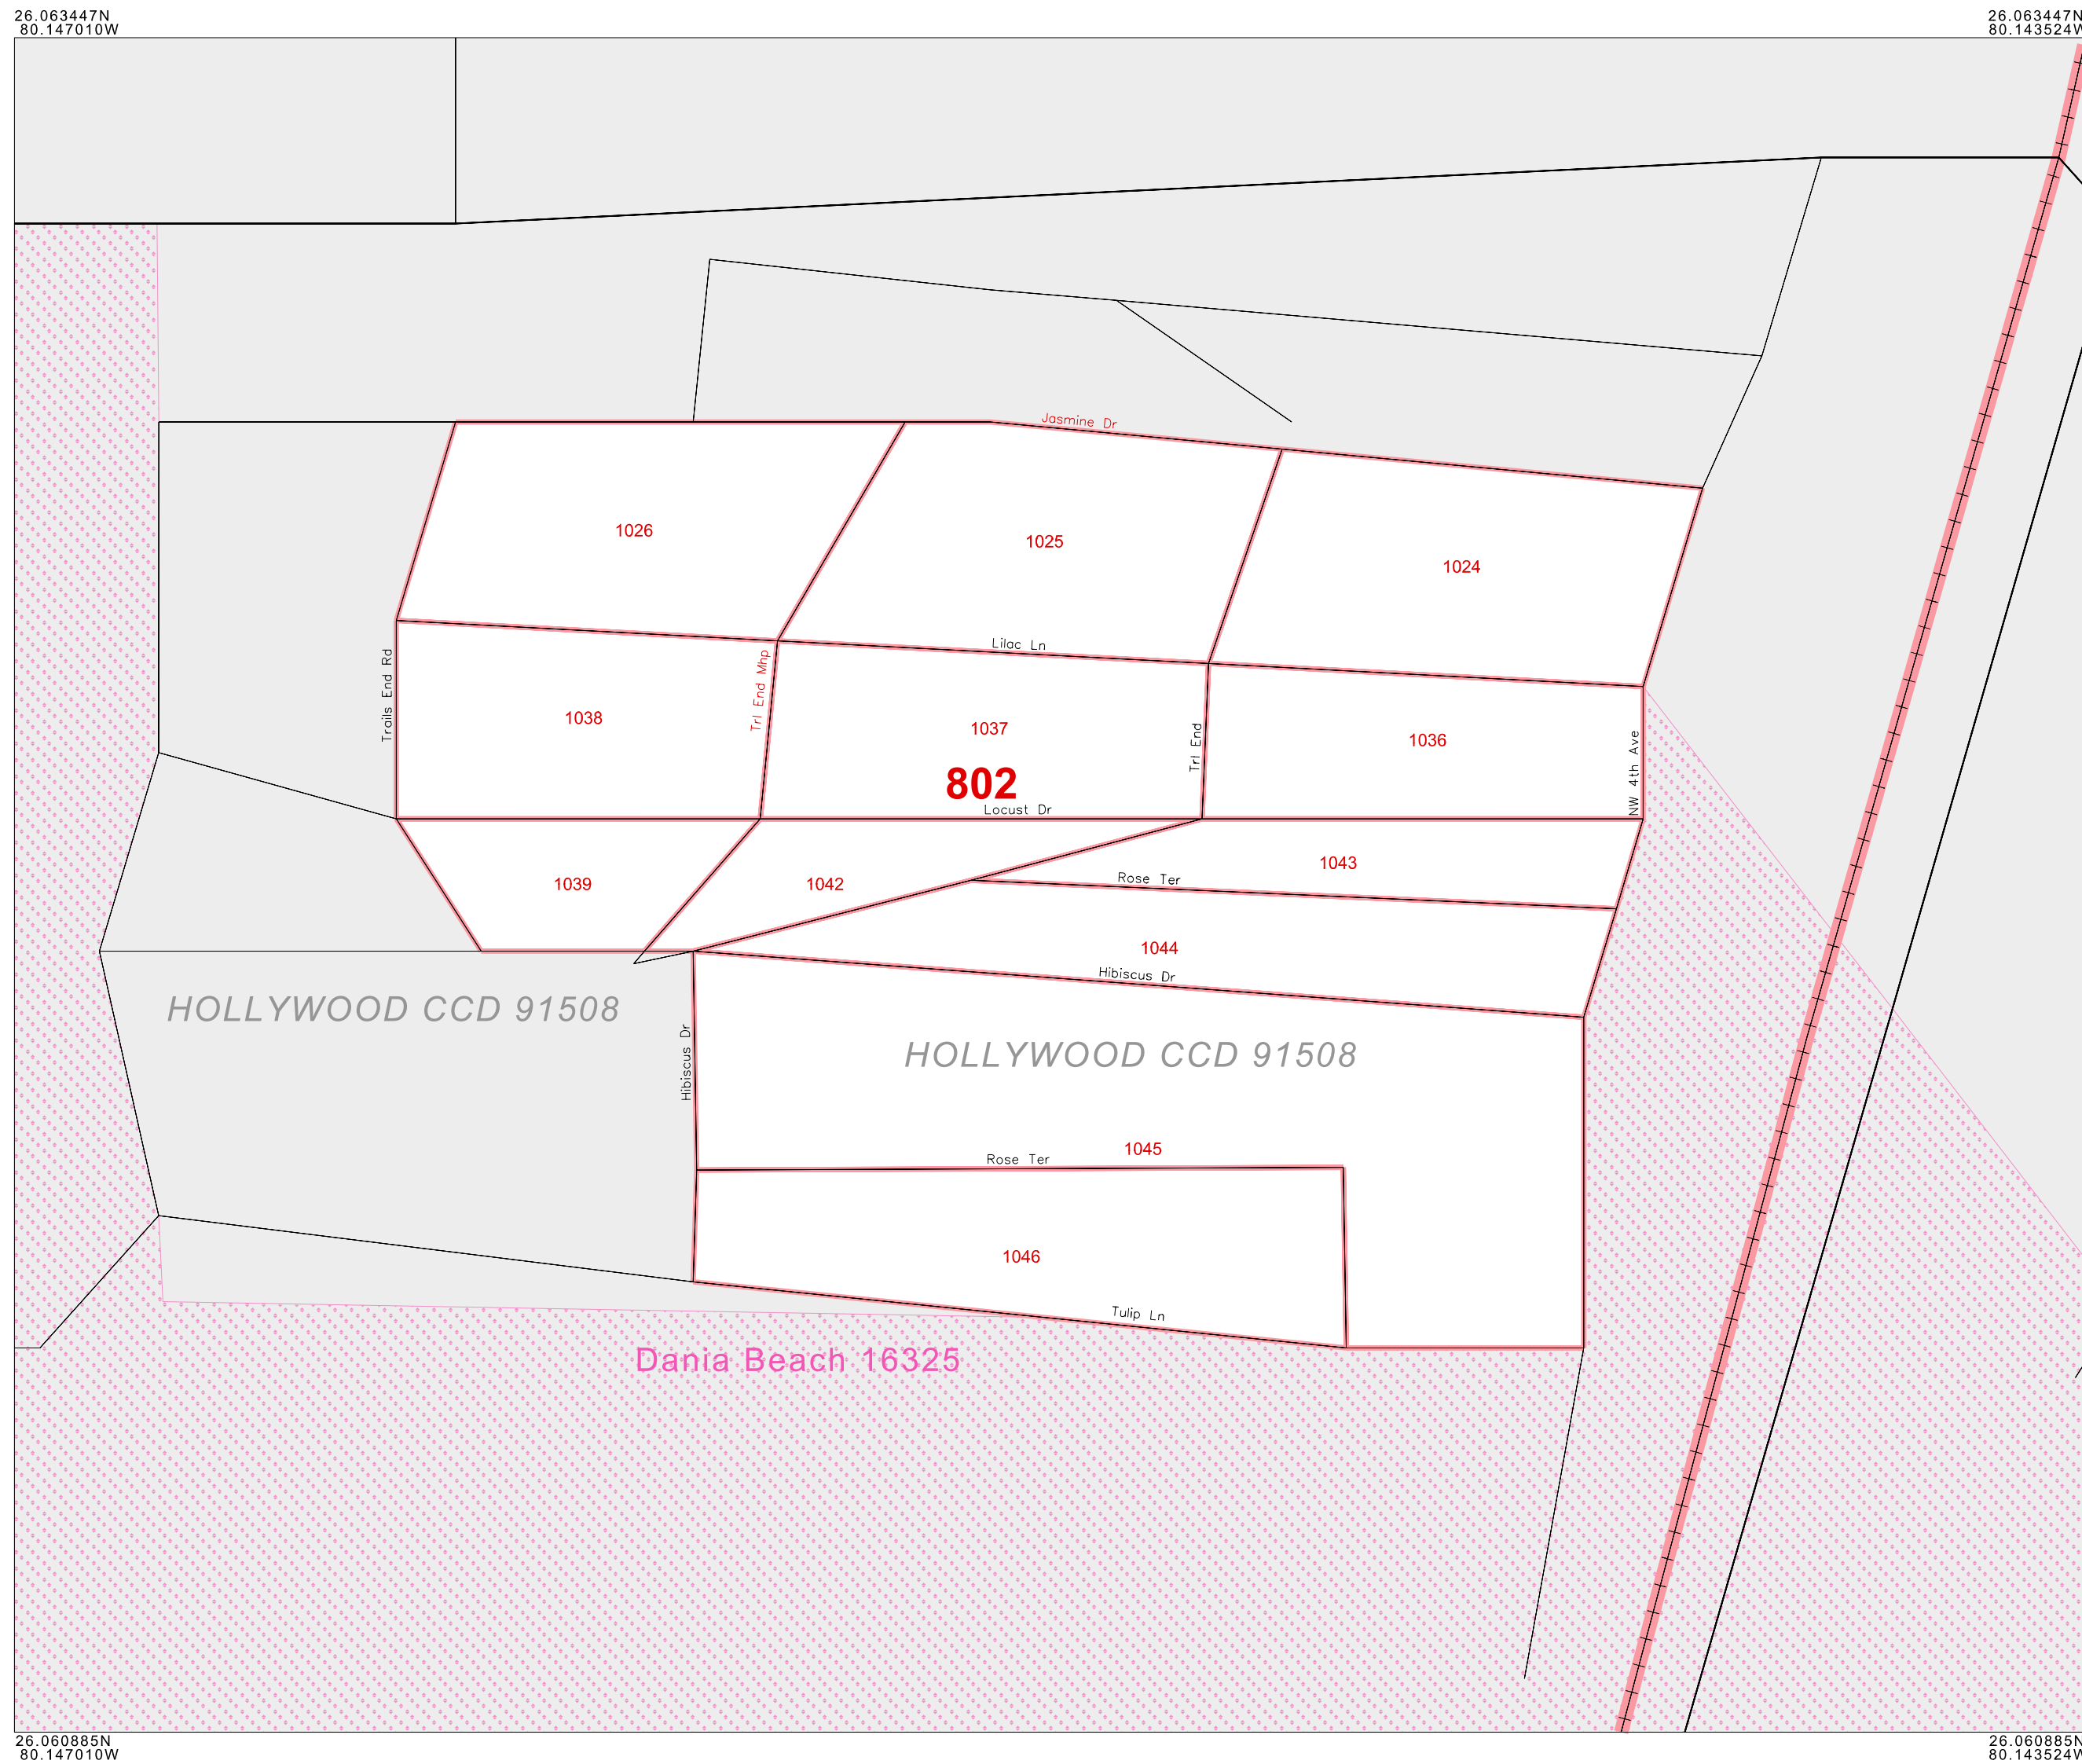 26.063447N
80.147010W
26.063447N
80.143524W
Jasmine Dr
1026
1025
1024
Lilac Ln
Trails End Rd
Trl End Mhp
1038
1037
Trl End
1036
NW 4th Ave
802
Locust Dr
1043
Rose Ter
1039
1042
1044
Hibiscus Dr
HOLLYWOOD CCD 91508
Hibiscus Dr
HOLLYWOOD CCD 91508
1045
Rose Ter
1046
Tulip Ln
Dania Beach 16325
26.060885N
80.147010W
26.060885N
80.143524W